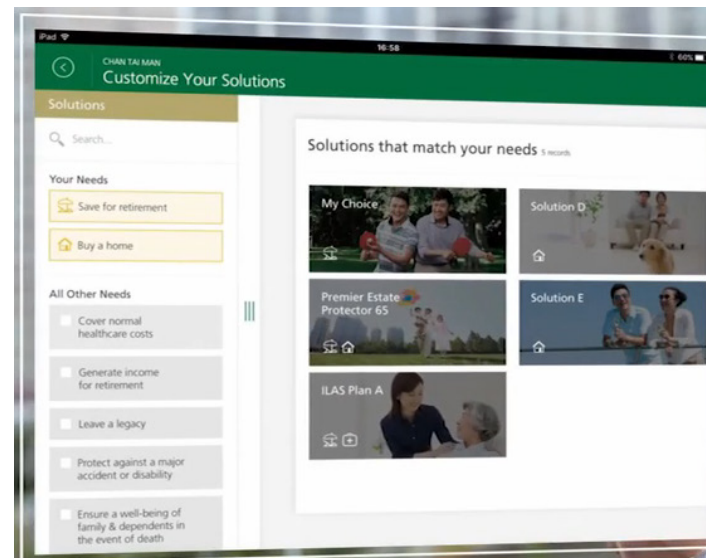 iPad
16:58
60%
CHAN TAI MAN
Customize Your Solutions
Solutions
Search...
Your Needs
Save for retirement
Buy a home
All Other Needs
Cover normal
healthcare costs
Generate income
for retirement
Leave a legacy
Protect against a major
accident or disability
Ensure a well-being of
family & dependents in
the event of death
Solutions that match your needs 5 records
My Choice
Solution D
Premier Estate
Protector 65
Solution E
ILAS Plan A